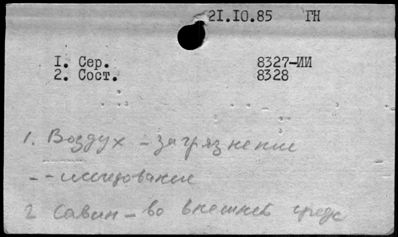 21.10.85 ГН
I. Сер. 8327-ИИ
2. Сост. 8328
1. Воздух - загрязнение
-- исследование
2 Савин - во внешней среде